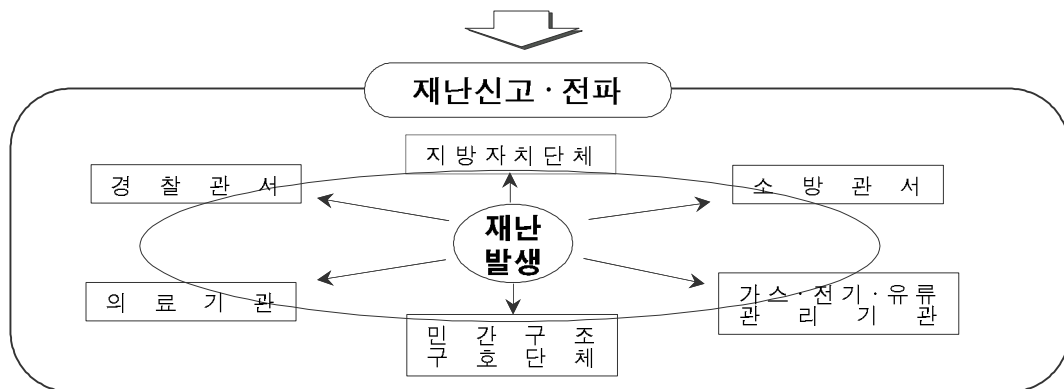 재난신고 · 전파
지 방 자 치 단 체
경 찰 관 서
소 방 관 서
재난
발생
의 료 기 관
가 스 · 전 기 · 유 류
관 리 기 관
민 간 구 조
구 호 단 체